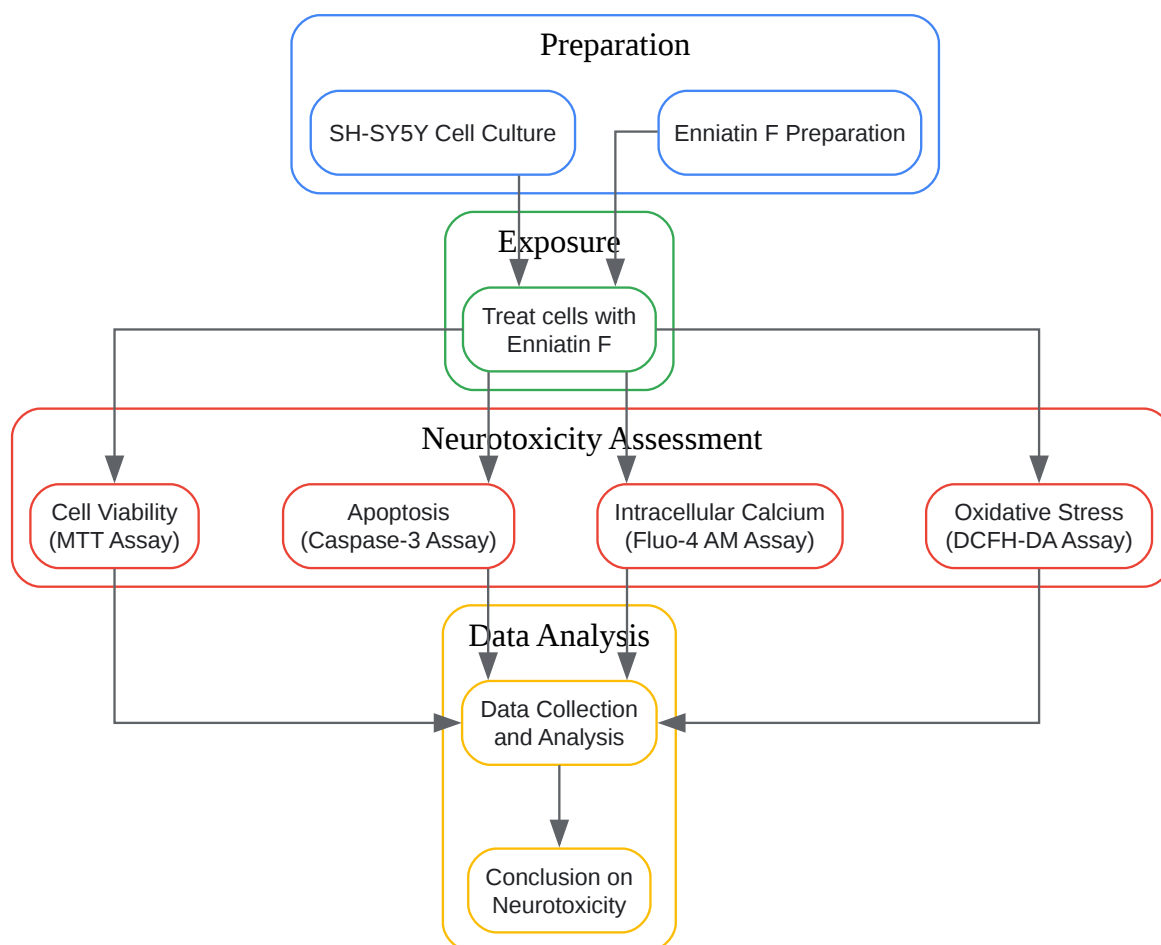 Preparation
SH-SY5Y Cell Culture
Enniatin F Preparation
Exposure
Treat cells with
Enniatin F
Neurotoxicity Assessment
Cell Viability
(MTT Assay)
Apoptosis
(Caspase-3 Assay)
Intracellular Calcium
(Fluo-4 AM Assay)
Oxidative Stress
(DCFH-DA Assay)
Data Analysis
Data Collection
and Analysis
Conclusion on
Neurotoxicity